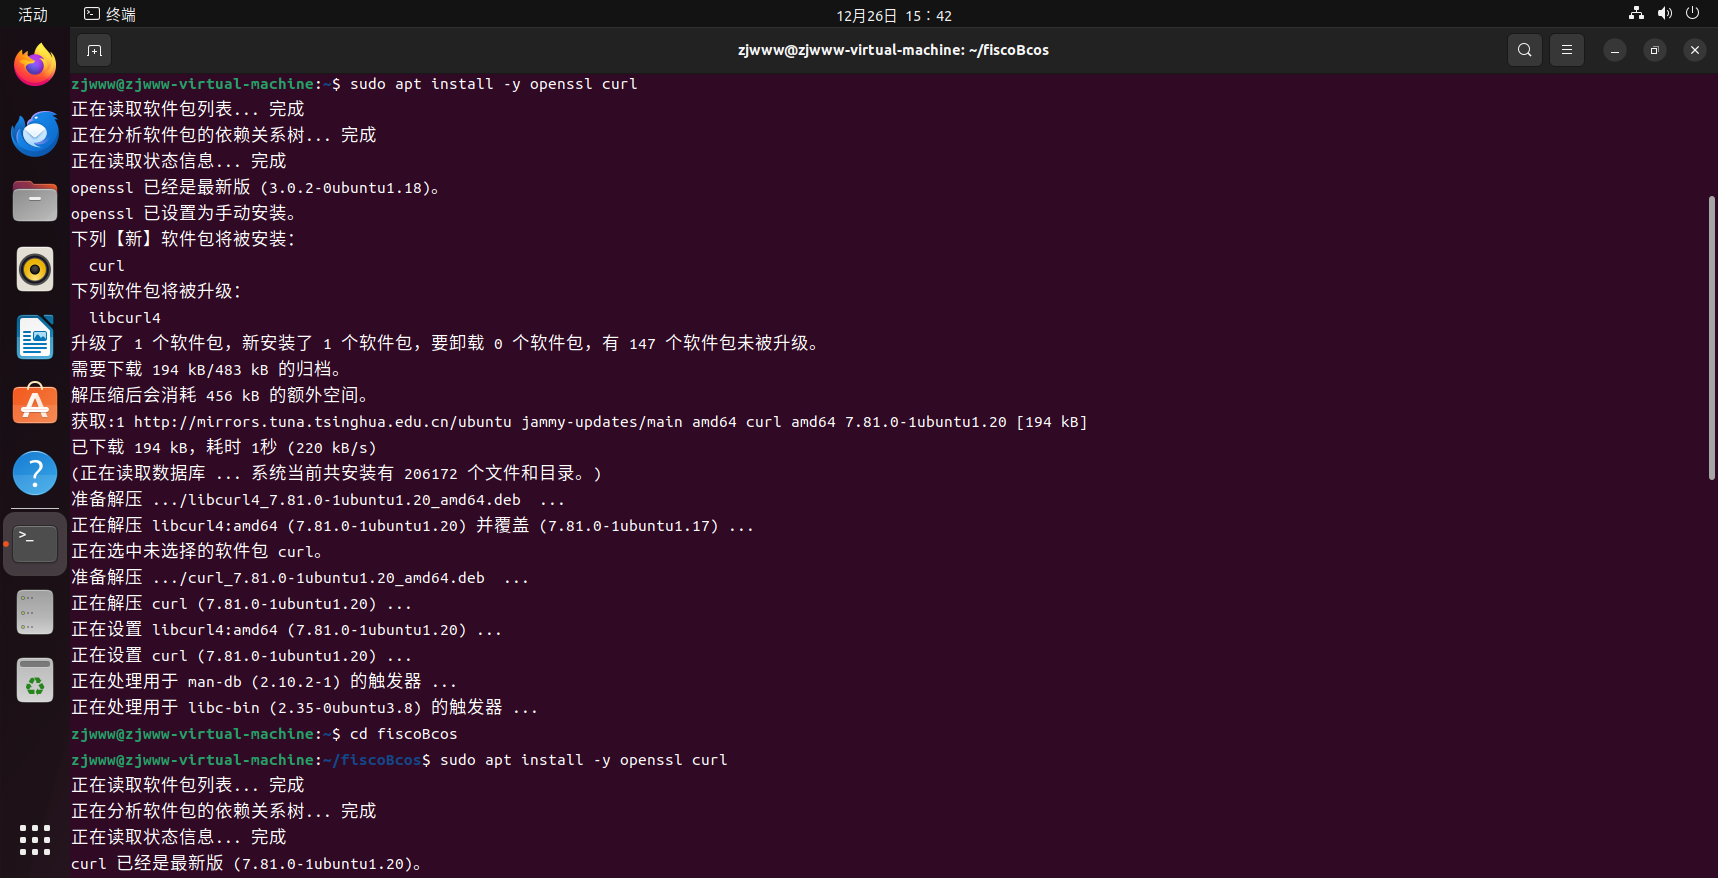 活动
终端
12月26日 15：42
zjwww@zjwww-virtual-machine: ~/fiscoBcos
zjwww@zjwww-virtual-machine:~$ sudo apt install -y openssl curl
正在读取软件包列表... 完成
正在分析软件包的依赖关系树... 完成
正在读取状态信息... 完成
openssl 已经是最新版 (3.0.2-0ubuntu1.18)。
openssl 已设置为手动安装。
下列【新】软件包将被安装：
curl
下列软件包将被升级：
libcurl4
升级了 1 个软件包，新安装了 1 个软件包，要卸载 0 个软件包，有 147 个软件包未被升级。
需要下载 194 kB/483 kB 的归档。
解压缩后会消耗 456 kB 的额外空间。
获取:1 http://mirrors.tuna.tsinghua.edu.cn/ubuntu jammy-updates/main amd64 curl amd64 7.81.0-1ubuntu1.20 [194 kB]
已下载 194 kB，耗时 1秒 (220 kB/s)
(正在读取数据库 ... 系统当前共安装有 206172 个文件和目录。)
准备解压 .../libcurl4_7.81.0-1ubuntu1.20_amd64.deb  ...
正在解压 libcurl4:amd64 (7.81.0-1ubuntu1.20) 并覆盖 (7.81.0-1ubuntu1.17) ...
正在选中未选择的软件包 curl。
准备解压 .../curl_7.81.0-1ubuntu1.20_amd64.deb  ...
正在解压 curl (7.81.0-1ubuntu1.20) ...
正在设置 libcurl4:amd64 (7.81.0-1ubuntu1.20) ...
正在设置 curl (7.81.0-1ubuntu1.20) ...
正在处理用于 man-db (2.10.2-1) 的触发器 ...
正在处理用于 libc-bin (2.35-0ubuntu3.8) 的触发器 ...
zjwww@zjwww-virtual-machine:~$ cd fiscoBcos
zjwww@zjwww-virtual-machine:~/fiscoBcos$ sudo apt install -y openssl curl
正在读取软件包列表... 完成
正在分析软件包的依赖关系树... 完成
正在读取状态信息... 完成
curl 已经是最新版 (7.81.0-1ubuntu1.20)。